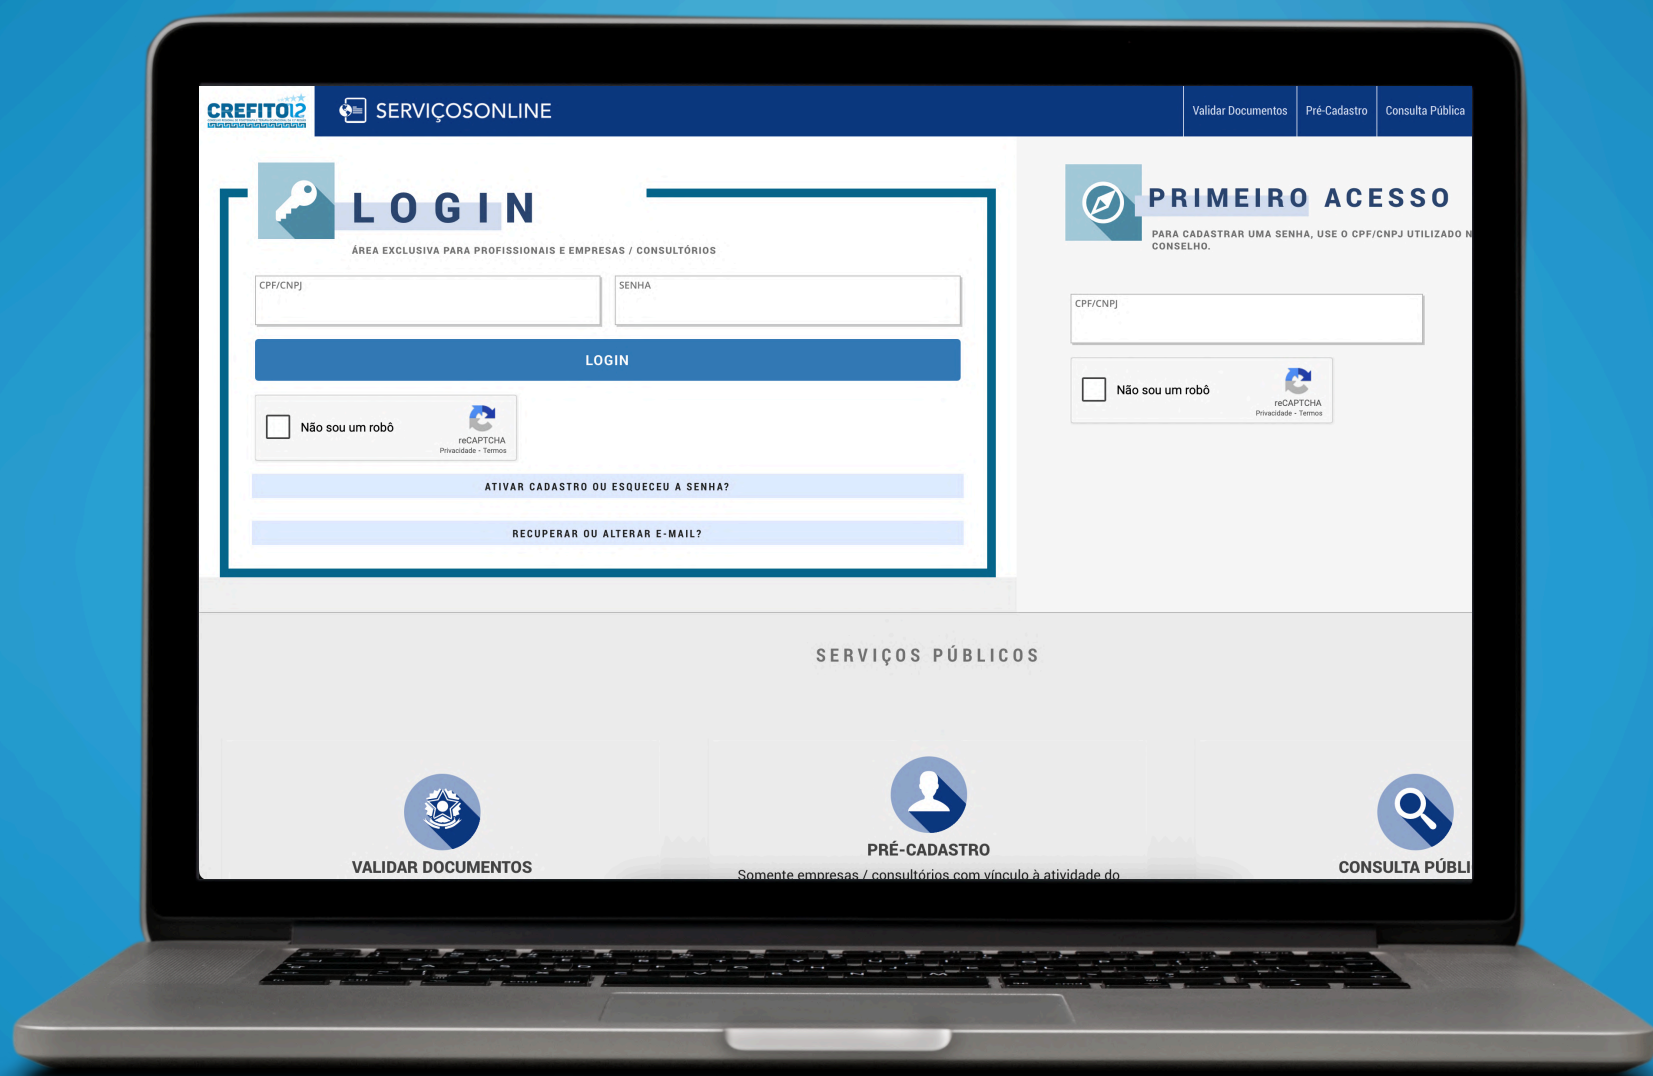 CREFITO12
SERVIÇOSONLINE
Validar Documentos
Pré-Cadastro
Consulta Pública
LOGIN
ÁREA EXCLUSIVA PARA PROFISSIONAIS E EMPRESAS / CONSULTÓRIOS
CPF/CNPJ
SENHA
LOGIN
Não sou um robô
reCAPTCHA
Privacidade - Termos
ATIVAR CADASTRO OU ESQUECEU A SENHA?
RECUPERAR OU ALTERAR E-MAIL?
PRIMEIRO ACESSO
PARA CADASTRAR UMA SENHA, USE O CPF/CNPJ UTILIZADO N
CONSELHO.
CPF/CNPJ
Não sou um robô
reCAPTCHA
Privacidade - Termos
SERVIÇOS PÚBLICOS
VALIDAR DOCUMENTOS
PRÉ-CADASTRO
Somente empresas / consultórios com vínculo à atividade do
CONSULTA PÚBLI